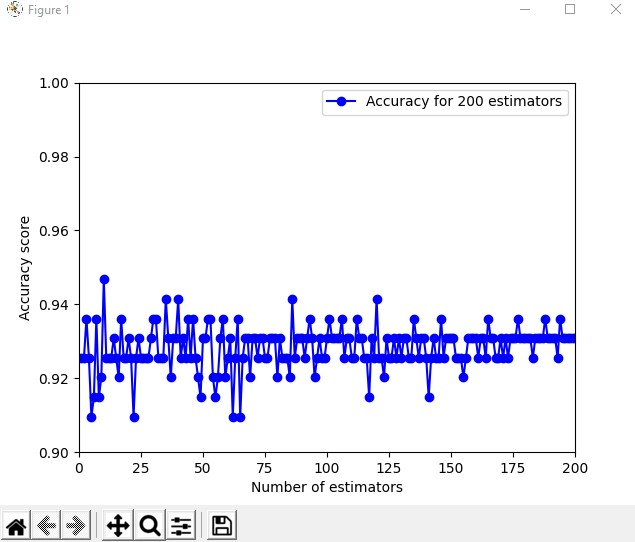 Figure 1
1.00
Accuracy for 200 estimators
0.98
0.96
0.94
0.92
0.90
Accuracy score
0 25 50 75 100 125 150 175 200
Number of estimators